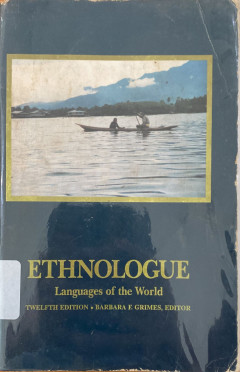 ETHNOLOGUE
Languages of the World
TWELFTH EDITION • BARBARA F. GRIMES, EDITOR